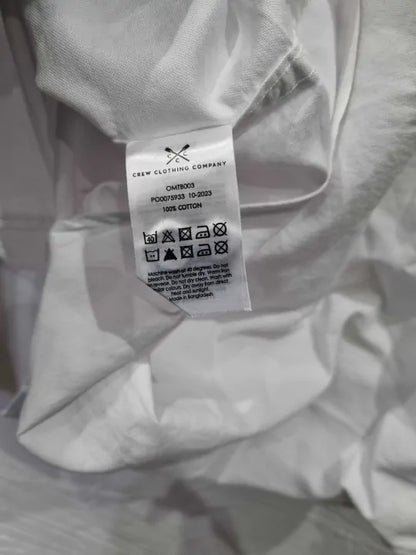 C C
C
CREW CLOTHING COMPANY
OMTB003
PO0075933 10-2023
100% COTTON
40
Machine wash at 40 degrees. Do not
bleach. Do not tumble dry. Warm iron
reverse. Do not dry clean. Wash with
similar colours. Dry away from direct
heat and sunlight.
Made in Bangladesh